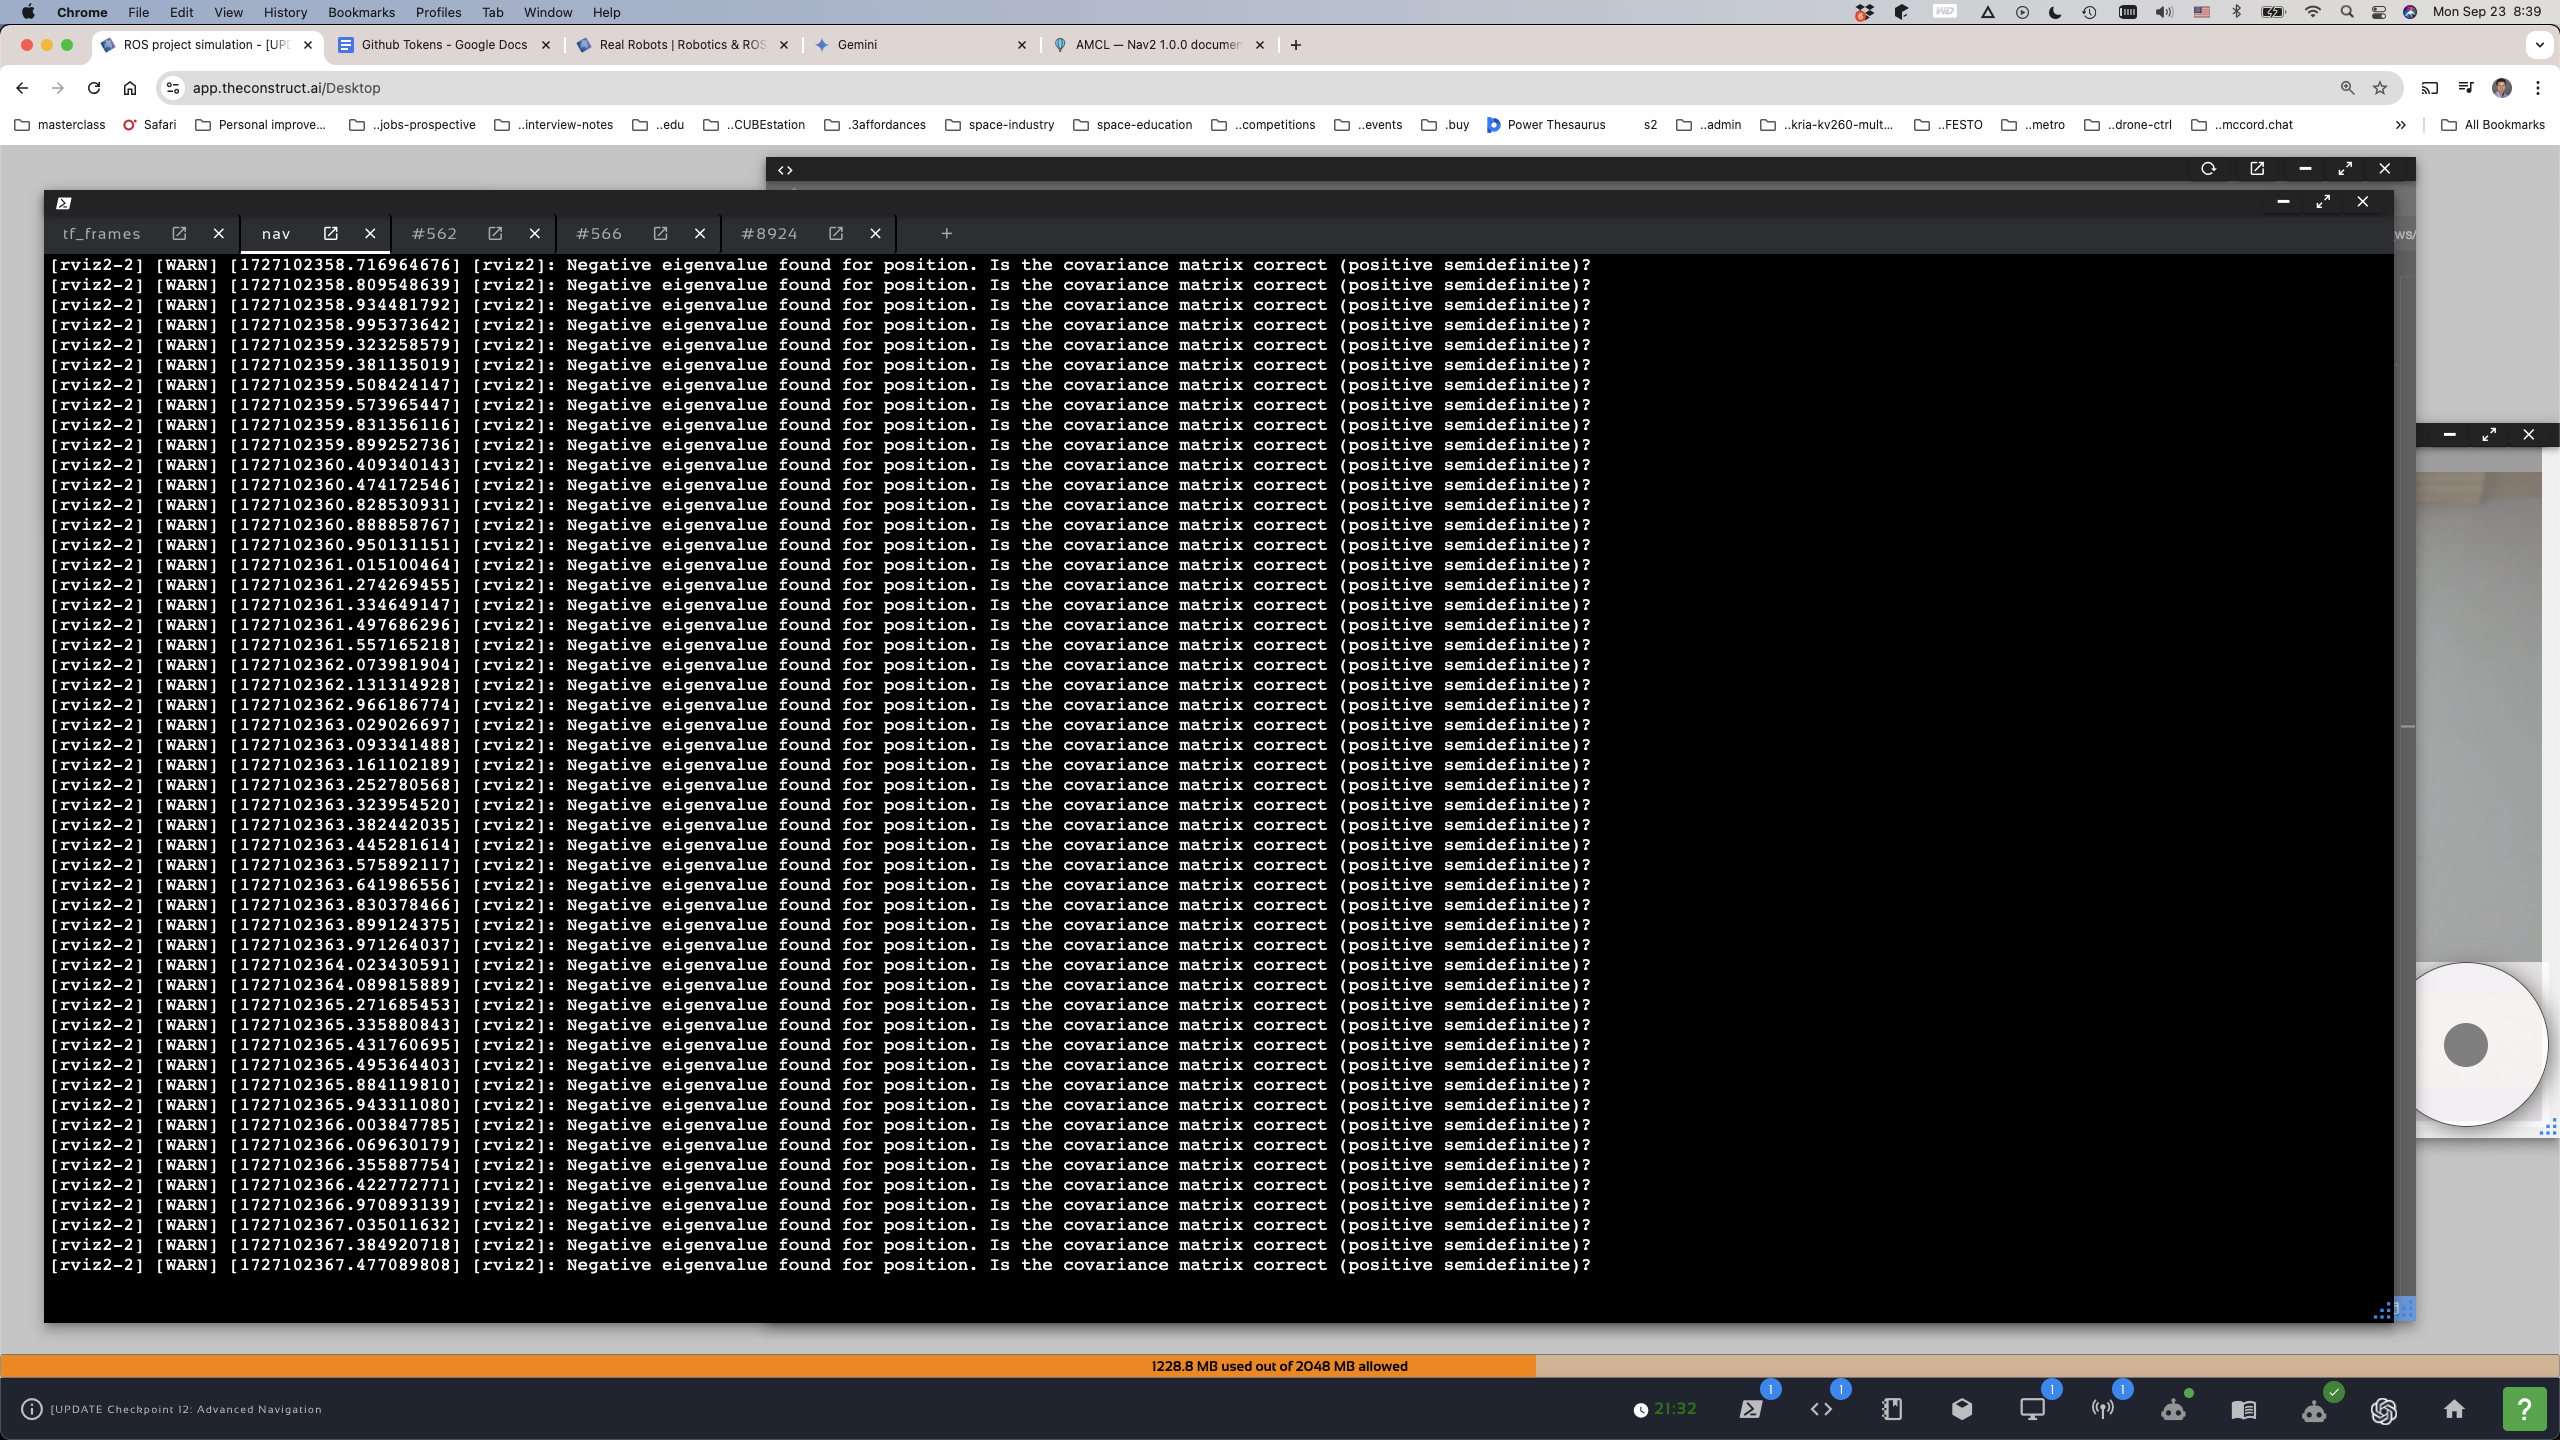 Chrome File Edit View History Bookmarks Profiles Tab Window Help Mon Sep 23 8:39
ROS project simulation - [UPD Github Tokens - Google Docs Real Robots | Robotics & ROS Gemini AMCL — Nav2 1.0.0 documen
app.theconstruct.ai/Desktop
masterclass Safari Personal improve... ..jobs-prospective ..interview-notes ..edu ..CUBEstation .3affordances space-industry space-education ..competitions ..events .buy Power Thesaurus s2 ..admin ..kria-kv260-mult... ..FESTO ..metro ..drone-ctrl ..mccord.chat All Bookmarks
tf_frames nav #562 #566 #8924 +
ws/
[rviz2-2] [WARN] [1727102358.716964676] [rviz2]: Negative eigenvalue found for position. Is the covariance matrix correct (positive semidefinite)?
[rviz2-2] [WARN] [1727102358.809548639] [rviz2]: Negative eigenvalue found for position. Is the covariance matrix correct (positive semidefinite)?
[rviz2-2] [WARN] [1727102358.934481792] [rviz2]: Negative eigenvalue found for position. Is the covariance matrix correct (positive semidefinite)?
[rviz2-2] [WARN] [1727102358.995373642] [rviz2]: Negative eigenvalue found for position. Is the covariance matrix correct (positive semidefinite)?
[rviz2-2] [WARN] [1727102359.323258579] [rviz2]: Negative eigenvalue found for position. Is the covariance matrix correct (positive semidefinite)?
[rviz2-2] [WARN] [1727102359.381135019] [rviz2]: Negative eigenvalue found for position. Is the covariance matrix correct (positive semidefinite)?
[rviz2-2] [WARN] [1727102359.508424147] [rviz2]: Negative eigenvalue found for position. Is the covariance matrix correct (positive semidefinite)?
[rviz2-2] [WARN] [1727102359.573965447] [rviz2]: Negative eigenvalue found for position. Is the covariance matrix correct (positive semidefinite)?
[rviz2-2] [WARN] [1727102359.831356116] [rviz2]: Negative eigenvalue found for position. Is the covariance matrix correct (positive semidefinite)?
[rviz2-2] [WARN] [1727102359.899252736] [rviz2]: Negative eigenvalue found for position. Is the covariance matrix correct (positive semidefinite)?
[rviz2-2] [WARN] [1727102360.409340143] [rviz2]: Negative eigenvalue found for position. Is the covariance matrix correct (positive semidefinite)?
[rviz2-2] [WARN] [1727102360.474172546] [rviz2]: Negative eigenvalue found for position. Is the covariance matrix correct (positive semidefinite)?
[rviz2-2] [WARN] [1727102360.828530931] [rviz2]: Negative eigenvalue found for position. Is the covariance matrix correct (positive semidefinite)?
[rviz2-2] [WARN] [1727102360.888858767] [rviz2]: Negative eigenvalue found for position. Is the covariance matrix correct (positive semidefinite)?
[rviz2-2] [WARN] [1727102360.950131151] [rviz2]: Negative eigenvalue found for position. Is the covariance matrix correct (positive semidefinite)?
[rviz2-2] [WARN] [1727102361.015100464] [rviz2]: Negative eigenvalue found for position. Is the covariance matrix correct (positive semidefinite)?
[rviz2-2] [WARN] [1727102361.274269455] [rviz2]: Negative eigenvalue found for position. Is the covariance matrix correct (positive semidefinite)?
[rviz2-2] [WARN] [1727102361.334649147] [rviz2]: Negative eigenvalue found for position. Is the covariance matrix correct (positive semidefinite)?
[rviz2-2] [WARN] [1727102361.497686296] [rviz2]: Negative eigenvalue found for position. Is the covariance matrix correct (positive semidefinite)?
[rviz2-2] [WARN] [1727102361.557165218] [rviz2]: Negative eigenvalue found for position. Is the covariance matrix correct (positive semidefinite)?
[rviz2-2] [WARN] [1727102362.073981904] [rviz2]: Negative eigenvalue found for position. Is the covariance matrix correct (positive semidefinite)?
[rviz2-2] [WARN] [1727102362.131314928] [rviz2]: Negative eigenvalue found for position. Is the covariance matrix correct (positive semidefinite)?
[rviz2-2] [WARN] [1727102362.966186774] [rviz2]: Negative eigenvalue found for position. Is the covariance matrix correct (positive semidefinite)?
[rviz2-2] [WARN] [1727102363.029026697] [rviz2]: Negative eigenvalue found for position. Is the covariance matrix correct (positive semidefinite)?
[rviz2-2] [WARN] [1727102363.093341488] [rviz2]: Negative eigenvalue found for position. Is the covariance matrix correct (positive semidefinite)?
[rviz2-2] [WARN] [1727102363.161102189] [rviz2]: Negative eigenvalue found for position. Is the covariance matrix correct (positive semidefinite)?
[rviz2-2] [WARN] [1727102363.252780568] [rviz2]: Negative eigenvalue found for position. Is the covariance matrix correct (positive semidefinite)?
[rviz2-2] [WARN] [1727102363.323954520] [rviz2]: Negative eigenvalue found for position. Is the covariance matrix correct (positive semidefinite)?
[rviz2-2] [WARN] [1727102363.382442035] [rviz2]: Negative eigenvalue found for position. Is the covariance matrix correct (positive semidefinite)?
[rviz2-2] [WARN] [1727102363.445281614] [rviz2]: Negative eigenvalue found for position. Is the covariance matrix correct (positive semidefinite)?
[rviz2-2] [WARN] [1727102363.575892117] [rviz2]: Negative eigenvalue found for position. Is the covariance matrix correct (positive semidefinite)?
[rviz2-2] [WARN] [1727102363.641986556] [rviz2]: Negative eigenvalue found for position. Is the covariance matrix correct (positive semidefinite)?
[rviz2-2] [WARN] [1727102363.830378466] [rviz2]: Negative eigenvalue found for position. Is the covariance matrix correct (positive semidefinite)?
[rviz2-2] [WARN] [1727102363.899124375] [rviz2]: Negative eigenvalue found for position. Is the covariance matrix correct (positive semidefinite)?
[rviz2-2] [WARN] [1727102363.971264037] [rviz2]: Negative eigenvalue found for position. Is the covariance matrix correct (positive semidefinite)?
[rviz2-2] [WARN] [1727102364.023430591] [rviz2]: Negative eigenvalue found for position. Is the covariance matrix correct (positive semidefinite)?
[rviz2-2] [WARN] [1727102364.089815889] [rviz2]: Negative eigenvalue found for position. Is the covariance matrix correct (positive semidefinite)?
[rviz2-2] [WARN] [1727102365.271685453] [rviz2]: Negative eigenvalue found for position. Is the covariance matrix correct (positive semidefinite)?
[rviz2-2] [WARN] [1727102365.335880843] [rviz2]: Negative eigenvalue found for position. Is the covariance matrix correct (positive semidefinite)?
[rviz2-2] [WARN] [1727102365.431760695] [rviz2]: Negative eigenvalue found for position. Is the covariance matrix correct (positive semidefinite)?
[rviz2-2] [WARN] [1727102365.495364403] [rviz2]: Negative eigenvalue found for position. Is the covariance matrix correct (positive semidefinite)?
[rviz2-2] [WARN] [1727102365.884119810] [rviz2]: Negative eigenvalue found for position. Is the covariance matrix correct (positive semidefinite)?
[rviz2-2] [WARN] [1727102365.943311080] [rviz2]: Negative eigenvalue found for position. Is the covariance matrix correct (positive semidefinite)?
[rviz2-2] [WARN] [1727102366.003847785] [rviz2]: Negative eigenvalue found for position. Is the covariance matrix correct (positive semidefinite)?
[rviz2-2] [WARN] [1727102366.069630179] [rviz2]: Negative eigenvalue found for position. Is the covariance matrix correct (positive semidefinite)?
[rviz2-2] [WARN] [1727102366.355887754] [rviz2]: Negative eigenvalue found for position. Is the covariance matrix correct (positive semidefinite)?
[rviz2-2] [WARN] [1727102366.422772771] [rviz2]: Negative eigenvalue found for position. Is the covariance matrix correct (positive semidefinite)?
[rviz2-2] [WARN] [1727102366.970893139] [rviz2]: Negative eigenvalue found for position. Is the covariance matrix correct (positive semidefinite)?
[rviz2-2] [WARN] [1727102367.035011632] [rviz2]: Negative eigenvalue found for position. Is the covariance matrix correct (positive semidefinite)?
[rviz2-2] [WARN] [1727102367.384920718] [rviz2]: Negative eigenvalue found for position. Is the covariance matrix correct (positive semidefinite)?
[rviz2-2] [WARN] [1727102367.477089808] [rviz2]: Negative eigenvalue found for position. Is the covariance matrix correct (positive semidefinite)?
1228.8 MB used out of 2048 MB allowed
[UPDATE Checkpoint 12: Advanced Navigation 21:32 1 1 1 1 ?